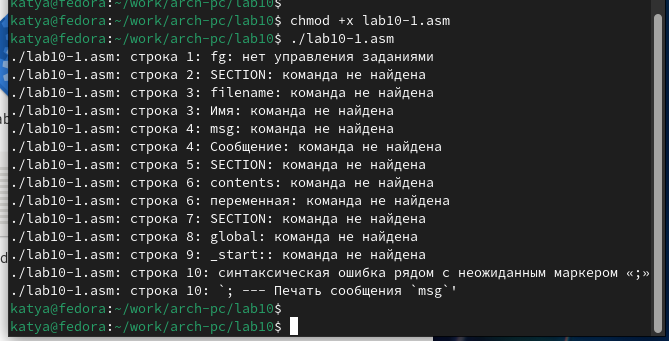 katya@fedora:~/work/arch-pc/lab10$
katya@fedora:~/work/arch-pc/lab10$ chmod +x lab10-1.asm
katya@fedora:~/work/arch-pc/lab10$ ./lab10-1.asm
./lab10-1.asm: строка 1: fg: нет управления заданиями
./lab10-1.asm: строка 2: SECTION: команда не найдена
./lab10-1.asm: строка 3: filename: команда не найдена
./lab10-1.asm: строка 3: Имя: команда не найдена
./lab10-1.asm: строка 4: msg: команда не найдена
./lab10-1.asm: строка 4: Сообщение: команда не найдена
./lab10-1.asm: строка 5: SECTION: команда не найдена
./lab10-1.asm: строка 6: contents: команда не найдена
./lab10-1.asm: строка 6: переменная: команда не найдена
./lab10-1.asm: строка 7: SECTION: команда не найдена
./lab10-1.asm: строка 8: global: команда не найдена
./lab10-1.asm: строка 9: _start:: команда не найдена
./lab10-1.asm: строка 10: синтаксическая ошибка рядом с неожиданным маркером «;»
./lab10-1.asm: строка 10: `; --- Печать сообщения `msg`'
katya@fedora:~/work/arch-pc/lab10$
katya@fedora:~/work/arch-pc/lab10$